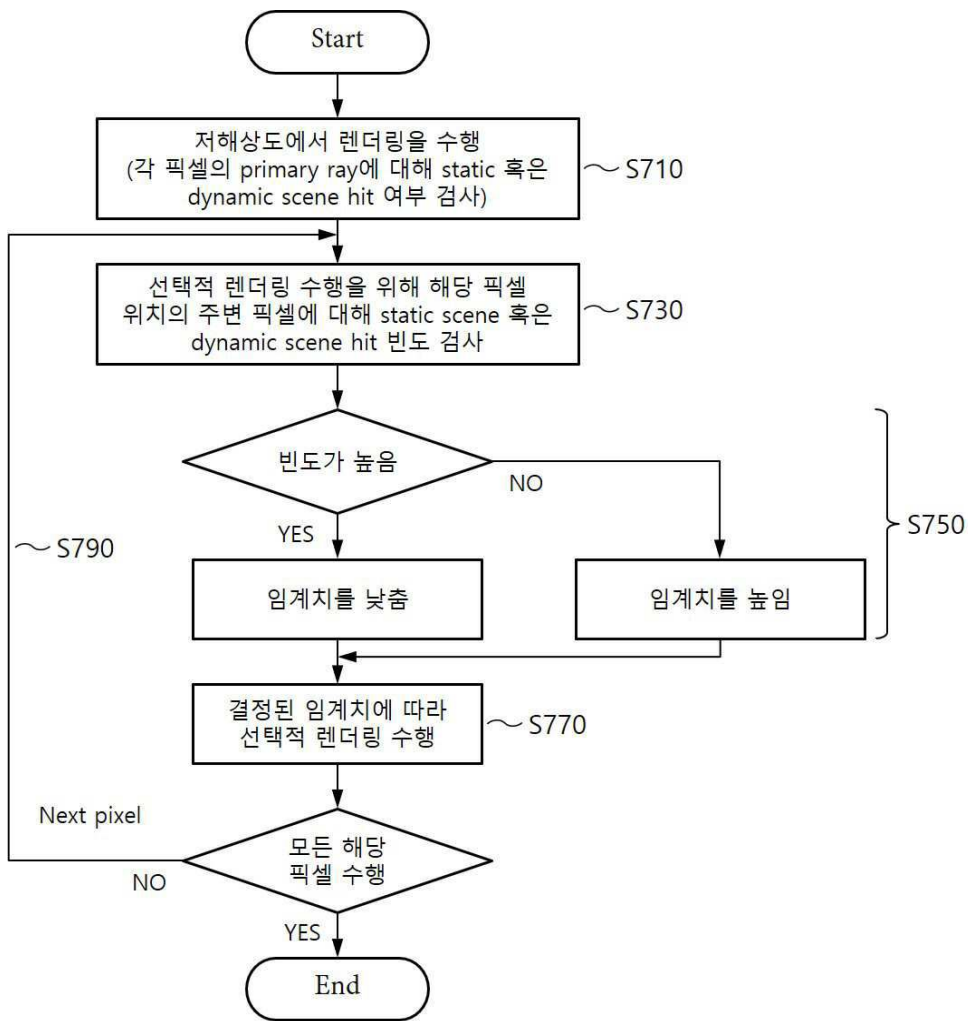 Start
저해상도에서 렌더링을 수행
(각 픽셀의 primary ray에 대해 static 혹은
dynamic scene hit 여부 검사)
S710
선택적 렌더링 수행을 위해 해당 픽셀
위치의 주변 픽셀에 대해 static scene 혹은
dynamic scene hit 빈도 검사
S730
빈도가 높음
NO
YES
S750
S790
임계치를 낮춤
임계치를 높임
결정된 임계치에 따라
선택적 렌더링 수행
S770
Next pixel
모든 해당
픽셀 수행
NO
YES
End